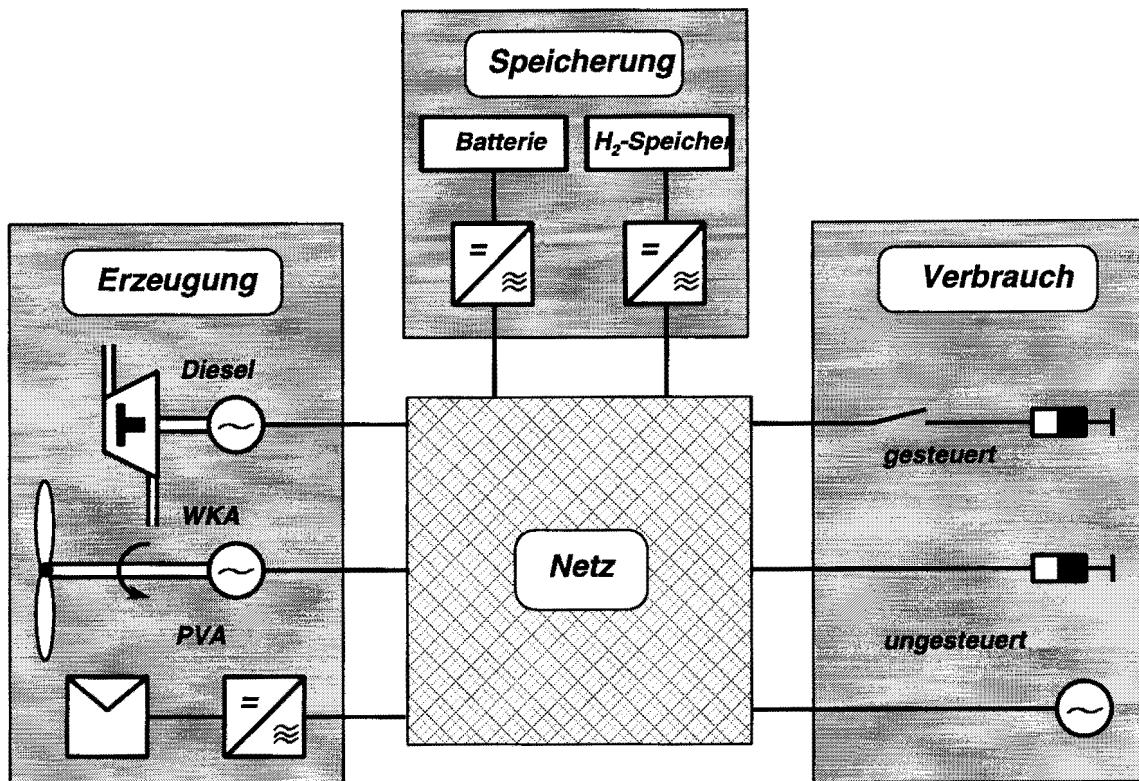 Speicherung
Batterie
H₂-Speicher
Erzeugung
Diesel
WKA
PVA
Netz
Verbrauch
gesteuert
ungesteuert